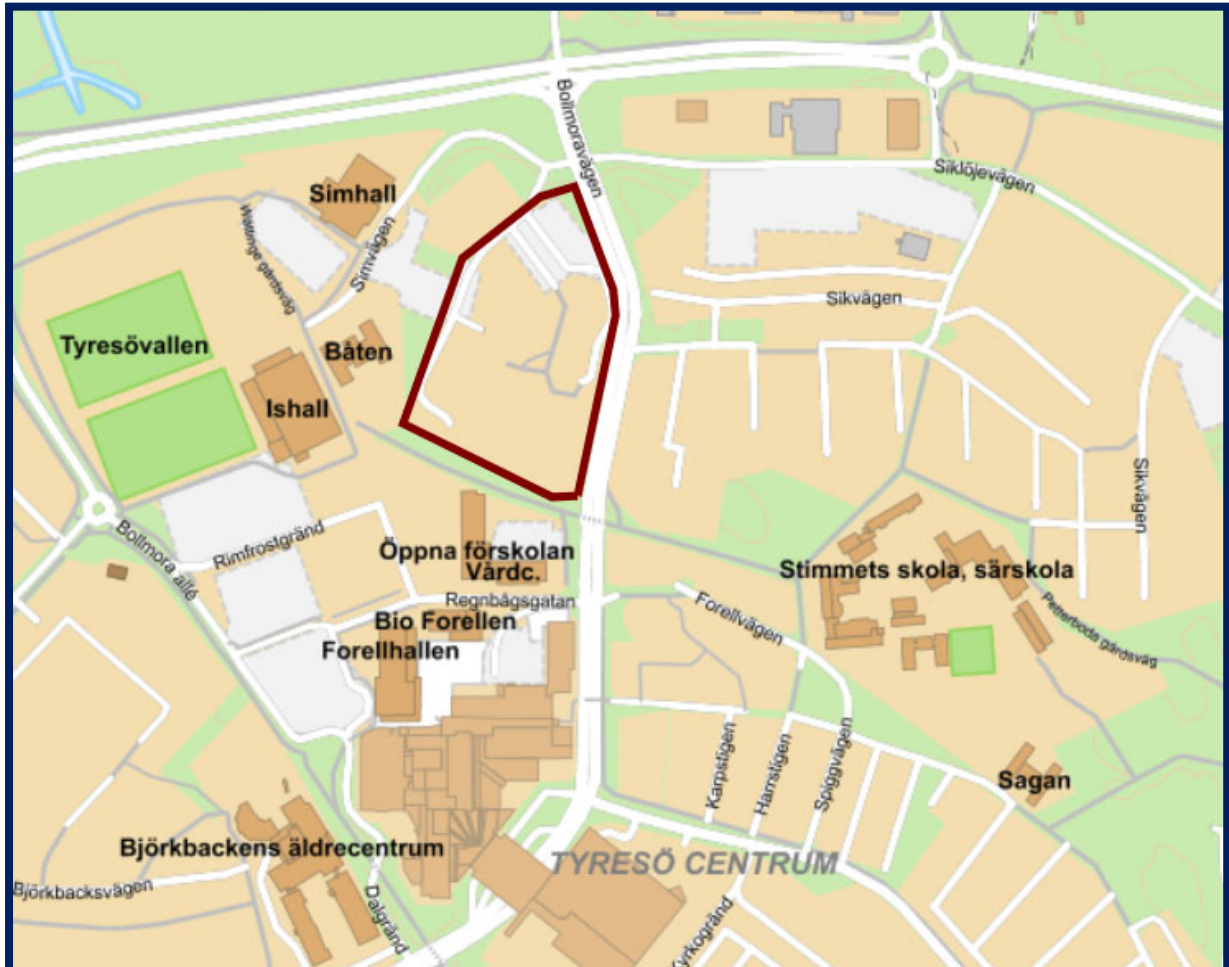 Bollmoravägen
Siklöjevägen
Simhall
Wättinge gårdsväg
Simvägen
Sikvägen
Tyresövallen
Båten
Ishall
Sikvägen
Bollmora allé
Rimfrostgränd
Öppna förskolan
Vårdc.
Stimmets skola, särskola
Regnbågsgatan
Forellvägen
Bio Forellen
Petterboda gårdsväg
Forellhallen
Karpstigen
Harrstigen
Spiggvägen
Sagan
Björkbackens äldrecentrum
TYRESÖ CENTRUM
Björkbacksvägen
Dalgränd
Kyrkogränd